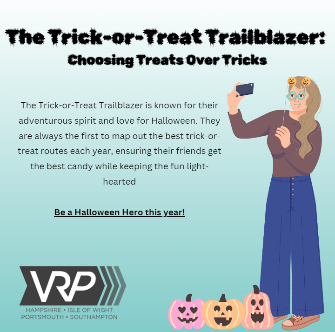 The Trick-or-Treat Trailblazer:
Choosing Treats Over Tricks
The Trick-or-Treat Trailblazer is known for their
adventurous spirit and love for Halloween. They
are always the first to map out the best trick-or-
treat routes each year, ensuring their friends get
the best candy while keeping the fun light-
hearted
Be a Halloween Hero this year!
VRP
HAMPSHIRE • ISLE OF WIGHT
PORTSMOUTH • SOUTHAMPTON